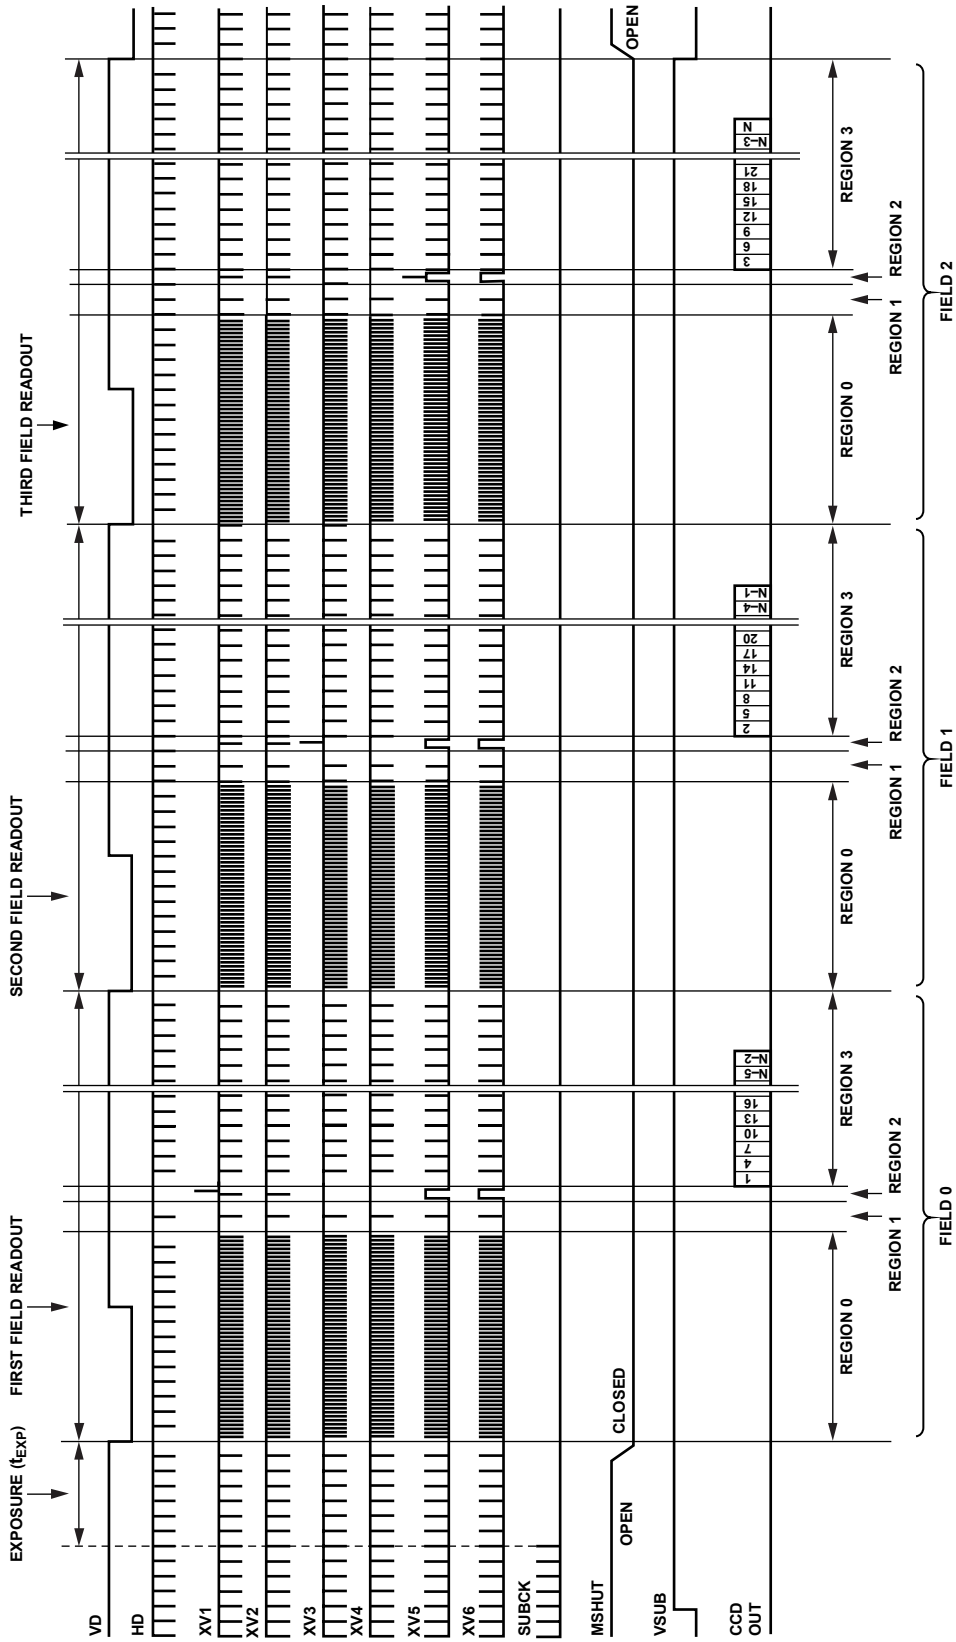 EXPOSURE (tEXP)
FIRST FIELD READOUT
SECOND FIELD READOUT
THIRD FIELD READOUT
VD
HD
XV1
XV2
XV3
XV4
XV5
XV6
SUBCK
MSHUT
OPEN
CLOSED
OPEN
VSUB
CCD
OUT
1
4
7
10
13
16
N–5
N–2
2
5
8
11
14
17
20
N–4
N–1
3
6
9
12
15
18
21
N–3
N
REGION 0
REGION 3
REGION 0
REGION 3
REGION 0
REGION 3
REGION 1
REGION 2
REGION 1
REGION 2
REGION 1
REGION 2
FIELD 0
FIELD 1
FIELD 2